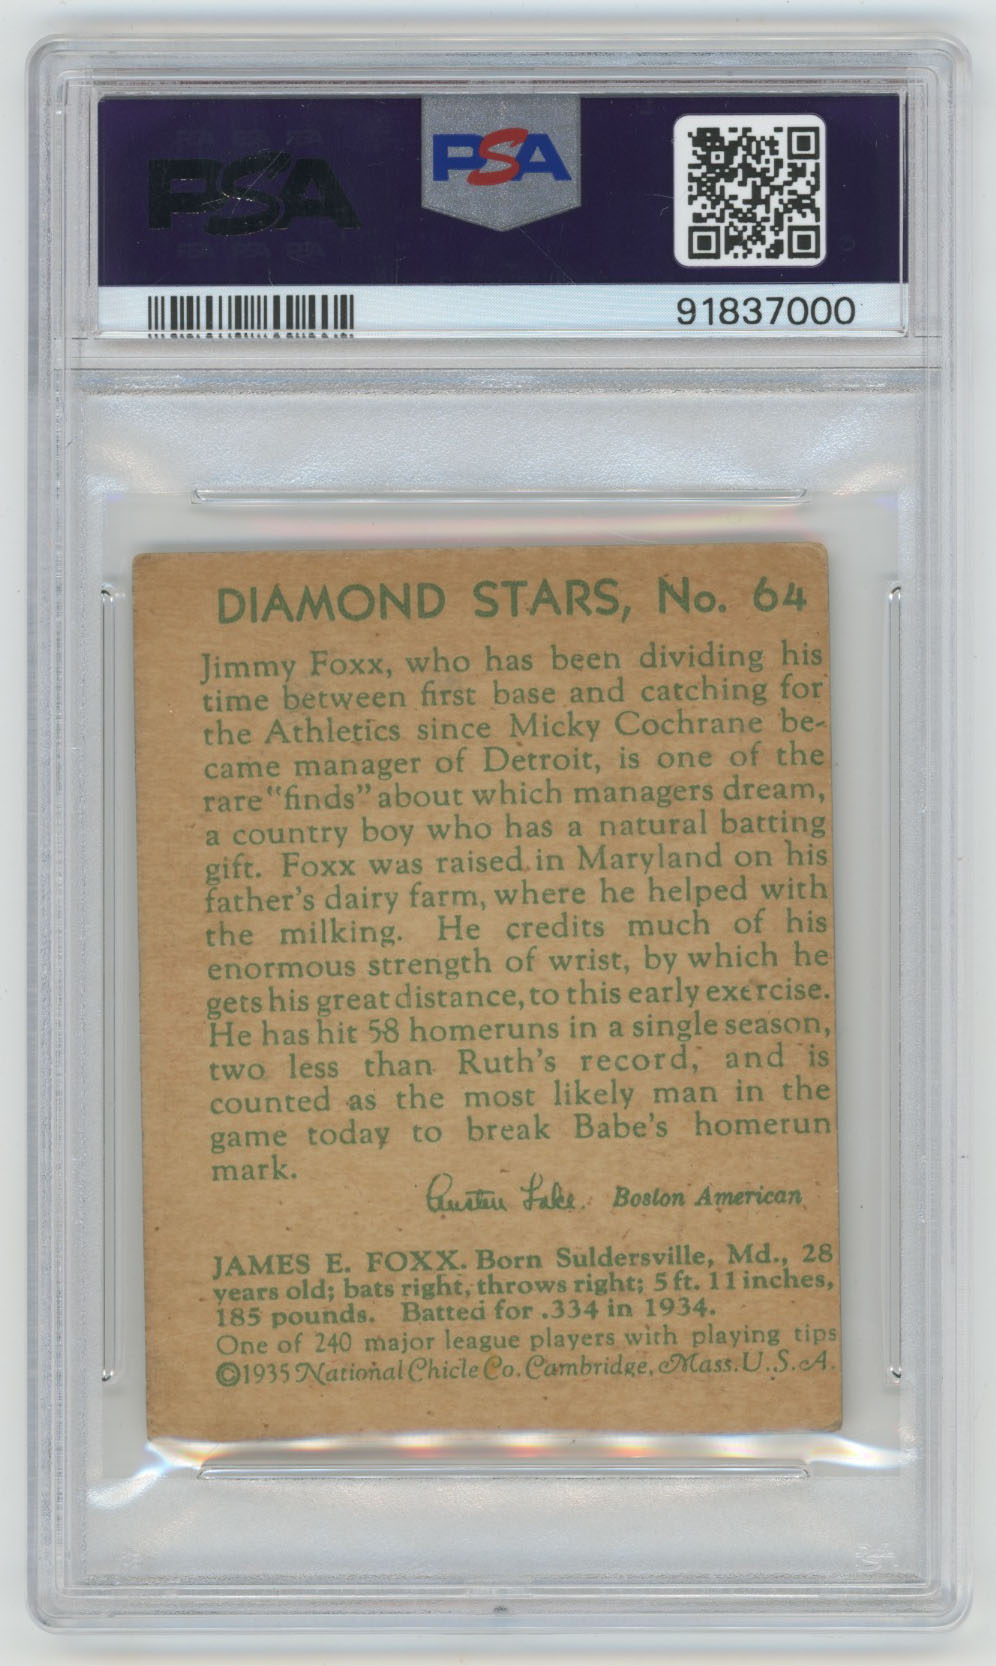 PSA
PSA
91837000
DIAMOND STARS, No. 64
Jimmy Foxx, who has been dividing his
time between first base and catching for
the Athletics since Micky Cochrane be-
came manager of Detroit, is one of the
rare "finds" about which managers dream,
a country boy who has a natural batting
gift. Foxx was raised in Maryland on his
father's dairy farm, where he helped with
the milking. He credits much of his
enormous strength of wrist, by which he
gets his great distance, to this early exercise.
He has hit 58 homeruns in a single season,
two less than Ruth's record, and is
counted as the most likely man in the
game today to break Babe's homerun
mark.
Austen Lake. Boston American
JAMES E. FOXX. Born Suldersville, Md., 28
years old; bats right, throws right; 5 ft. 11 inches,
185 pounds. Batted for .334 in 1934.
One of 240 major league players with playing tips
©1935 National Chicle Co. Cambridge, Mass. U.S.A.